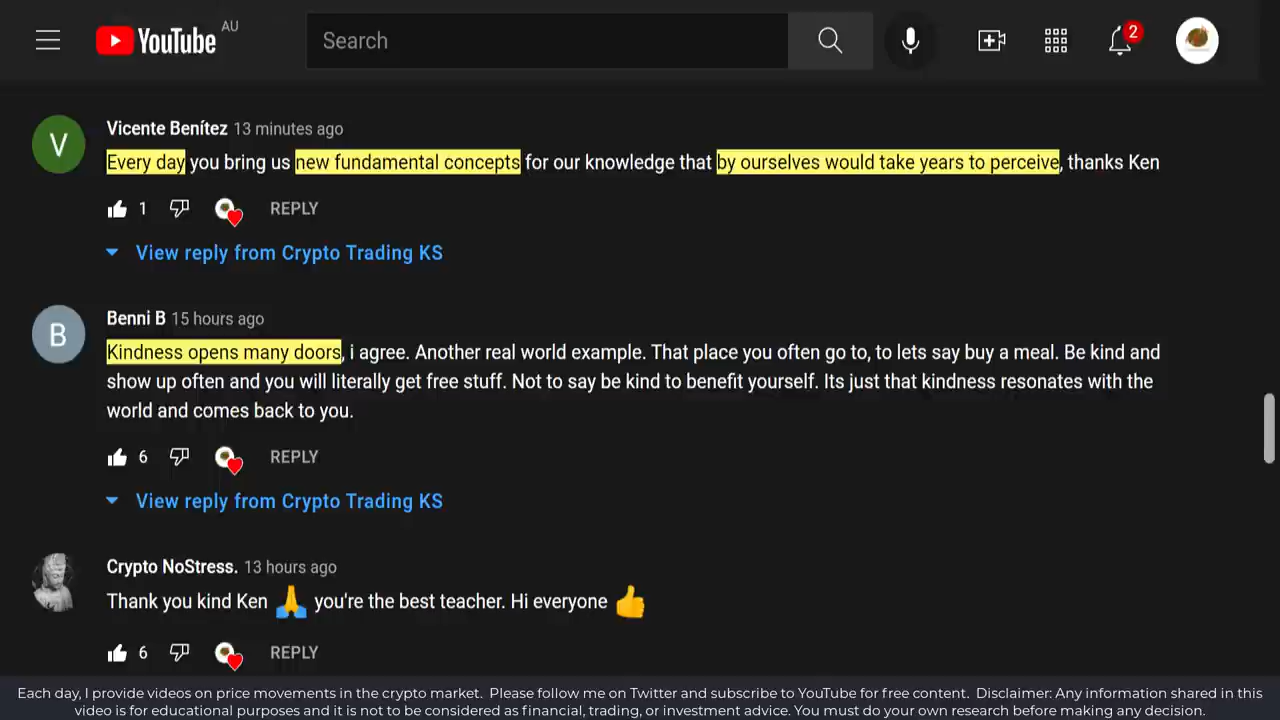 YouTube AU
Search
2
V
Vicente Benítez 13 minutes ago
Every day you bring us new fundamental concepts for our knowledge that by ourselves would take years to perceive, thanks Ken
1 REPLY
View reply from Crypto Trading KS
B
Benni B 15 hours ago
Kindness opens many doors, i agree. Another real world example. That place you often go to, to lets say buy a meal. Be kind and
show up often and you will literally get free stuff. Not to say be kind to benefit yourself. Its just that kindness resonates with the
world and comes back to you.
6 REPLY
View reply from Crypto Trading KS
Crypto NoStress. 13 hours ago
Thank you kind Ken 🙏 you're the best teacher. Hi everyone 👍
6 REPLY
Each day, I provide videos on price movements in the crypto market. Please follow me on Twitter and subscribe to YouTube for free content. Disclaimer: Any information shared in this
video is for educational purposes and it is not to be considered as financial, trading, or investment advice. You must do your own research before making any decision.